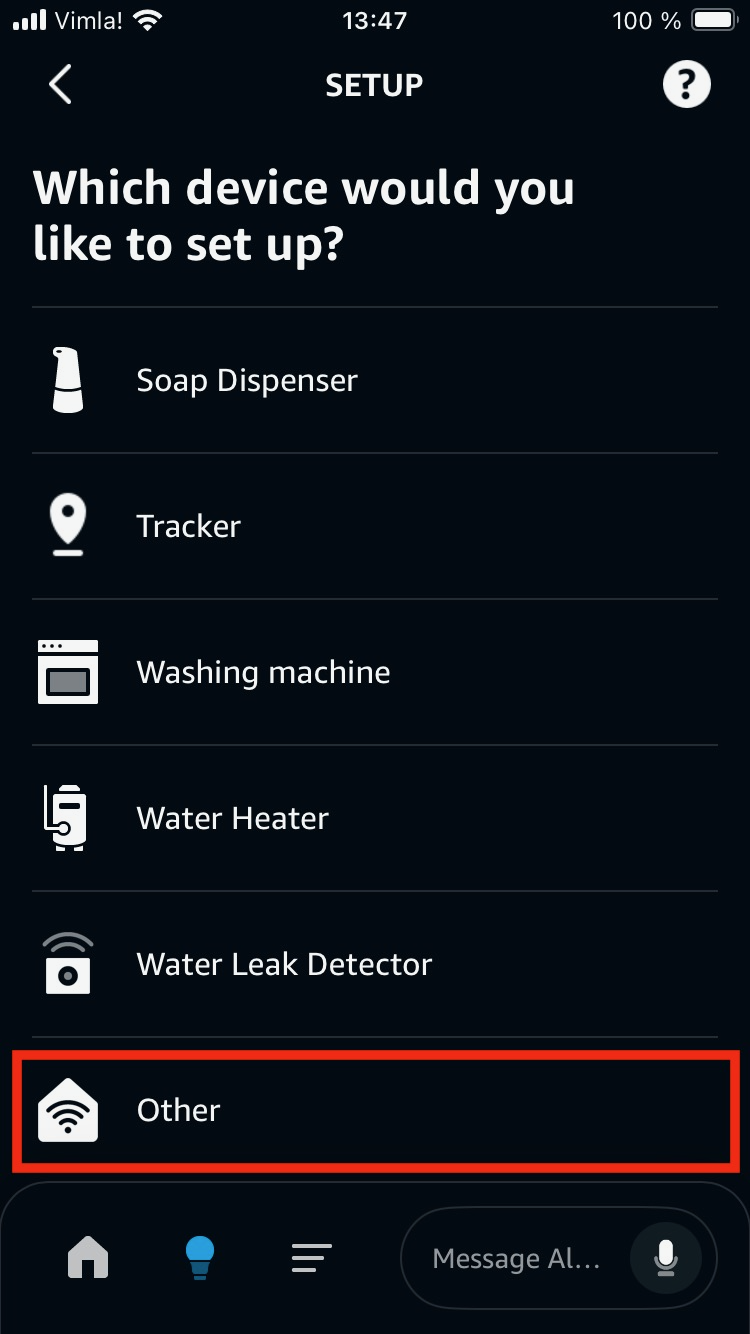 Vimla! 13:47 100 %
SETUP
?
Which device would you
like to set up?
Soap Dispenser
Tracker
Washing machine
Water Heater
Water Leak Detector
Other
Message Al...